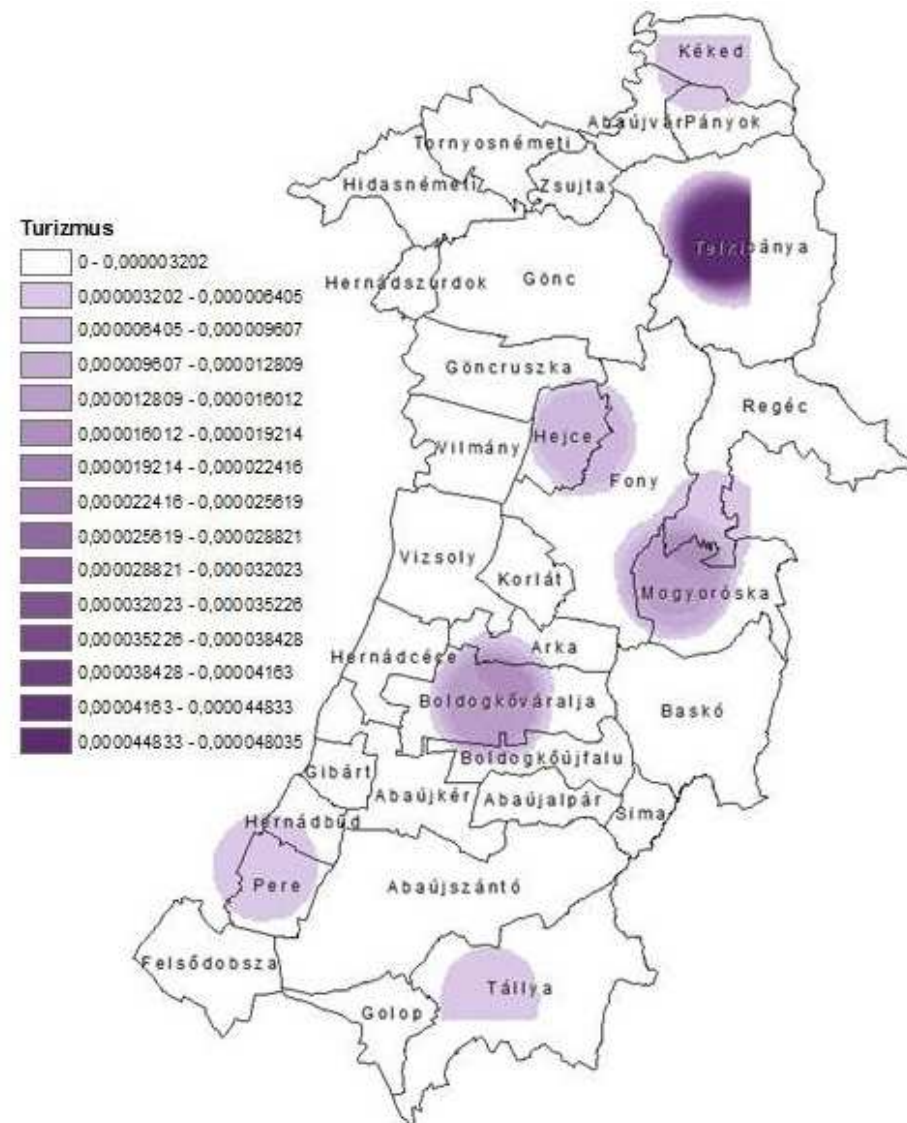 Kéked
Abaújvár Pányok
Tornyosnémeti
Hidasnémeti
Zsujta
Telkibánya
Hernádszurdok
Gönc
Göncruszka
Regéc
Hejce
Vilmány
Fony
Vizsoly
Korlát
Mogyoróska
Arka
Hernádcéce
Boldogkőváralja
Baskó
Boldogkőújfalu
Gibárt
Abaújkér
Abaújalpár
Sima
Hernádbűd
Pere
Abaújszántó
Felsődobsza
Tállya
Golop
Turizmus
0 - 0,000003202
0,000003202 - 0,000006405
0,000006405 - 0,000009607
0,000009607 - 0,000012809
0,000012809 - 0,000016012
0,000016012 - 0,000019214
0,000019214 - 0,000022416
0,000022416 - 0,000025619
0,000025619 - 0,000028821
0,000028821 - 0,000032023
0,000032023 - 0,000035226
0,000035226 - 0,000038428
0,000038428 - 0,00004163
0,00004163 - 0,000044833
0,000044833 - 0,000048035